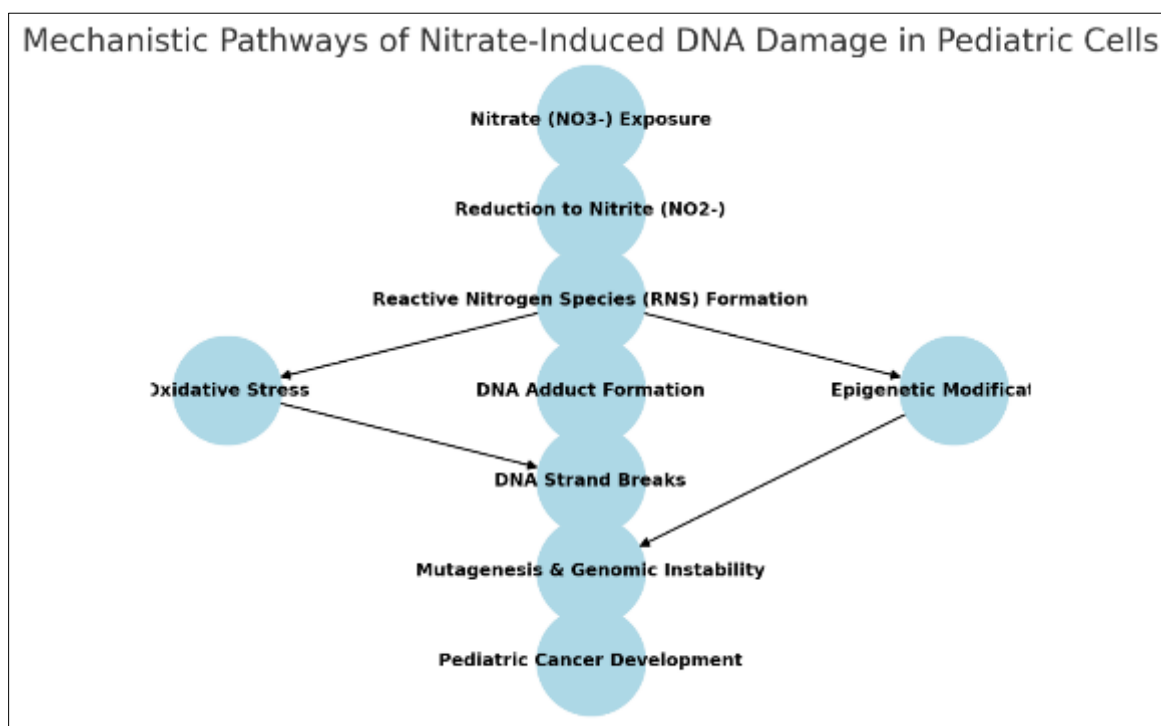 Mechanistic Pathways of Nitrate-Induced DNA Damage in Pediatric Cells
Nitrate (NO3-) Exposure
Reduction to Nitrite (NO2-)
Reactive Nitrogen Species (RNS) Formation
Oxidative Stress
DNA Adduct Formation
Epigenetic Modificat
DNA Strand Breaks
Mutagenesis & Genomic Instability
Pediatric Cancer Development